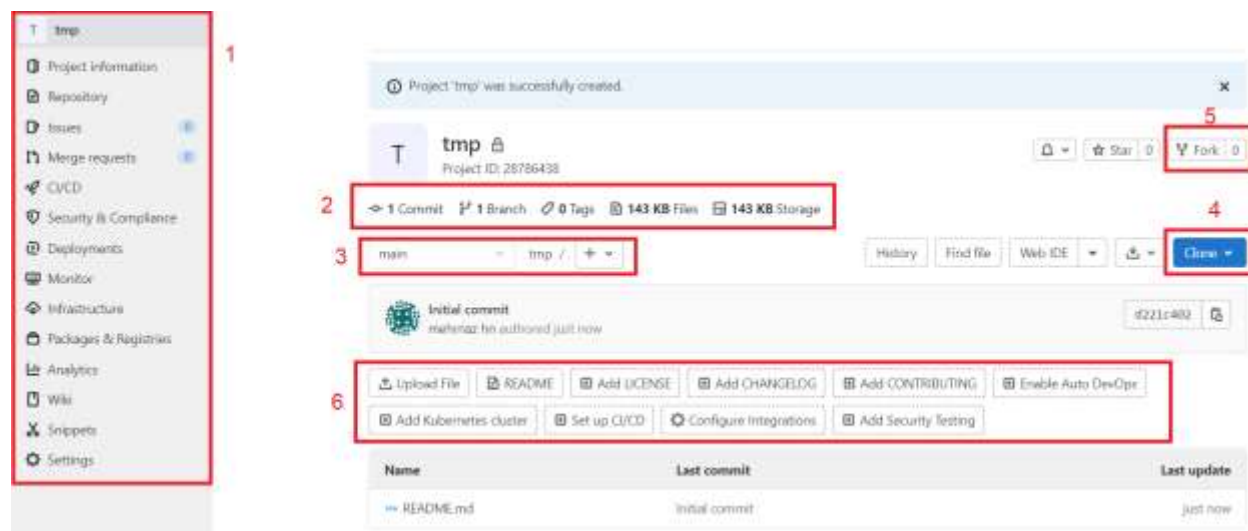 T tmp
Project information
Repository
Issues 0
Merge requests 0
CI/CD
Security & Compliance
Deployments
Monitor
Infrastructure
Packages & Registries
Analytics
Wiki
Snippets
Settings
1
Project 'tmp' was successfully created.
5
T
tmp
Project ID: 28786438
Star 0
Fork 0
2
1 Commit 1 Branch 0 Tags 143 KB Files 143 KB Storage
4
3
main tmp / +
History Find file Web IDE Clone
Initial commit
mehrnaz hn authored just now
d221c402
6
Upload File README Add LICENSE Add CHANGELOG Add CONTRIBUTING Enable Auto DevOps
Add Kubernetes cluster Set up CI/CD Configure Integrations Add Security Testing
Name Last commit Last update
README.md Initial commit just now